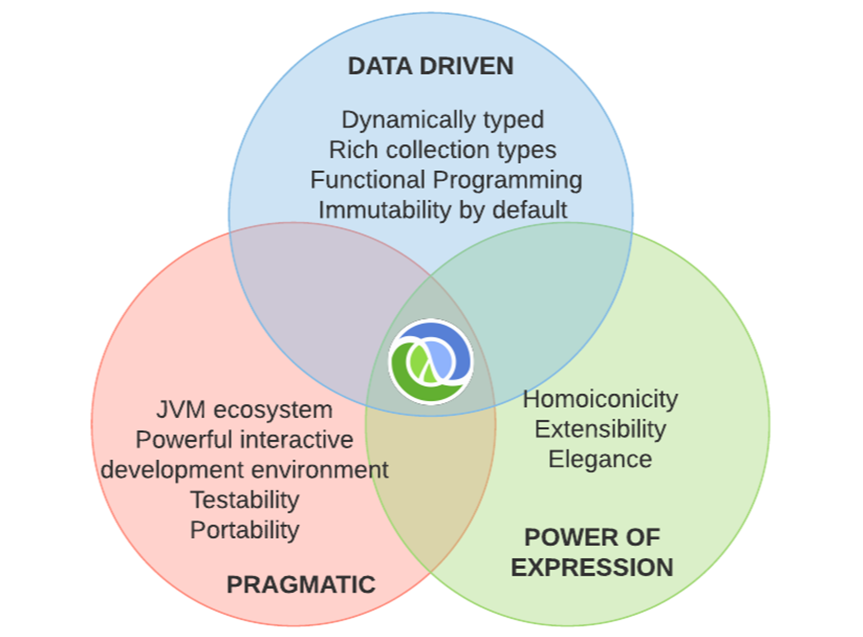 DATA DRIVEN
Dynamically typed
Rich collection types
Functional Programming
Immutability by default
JVM ecosystem
Powerful interactive
development environment
Testability
Portability
PRAGMATIC
Homoiconicity
Extensibility
Elegance
POWER OF
EXPRESSION